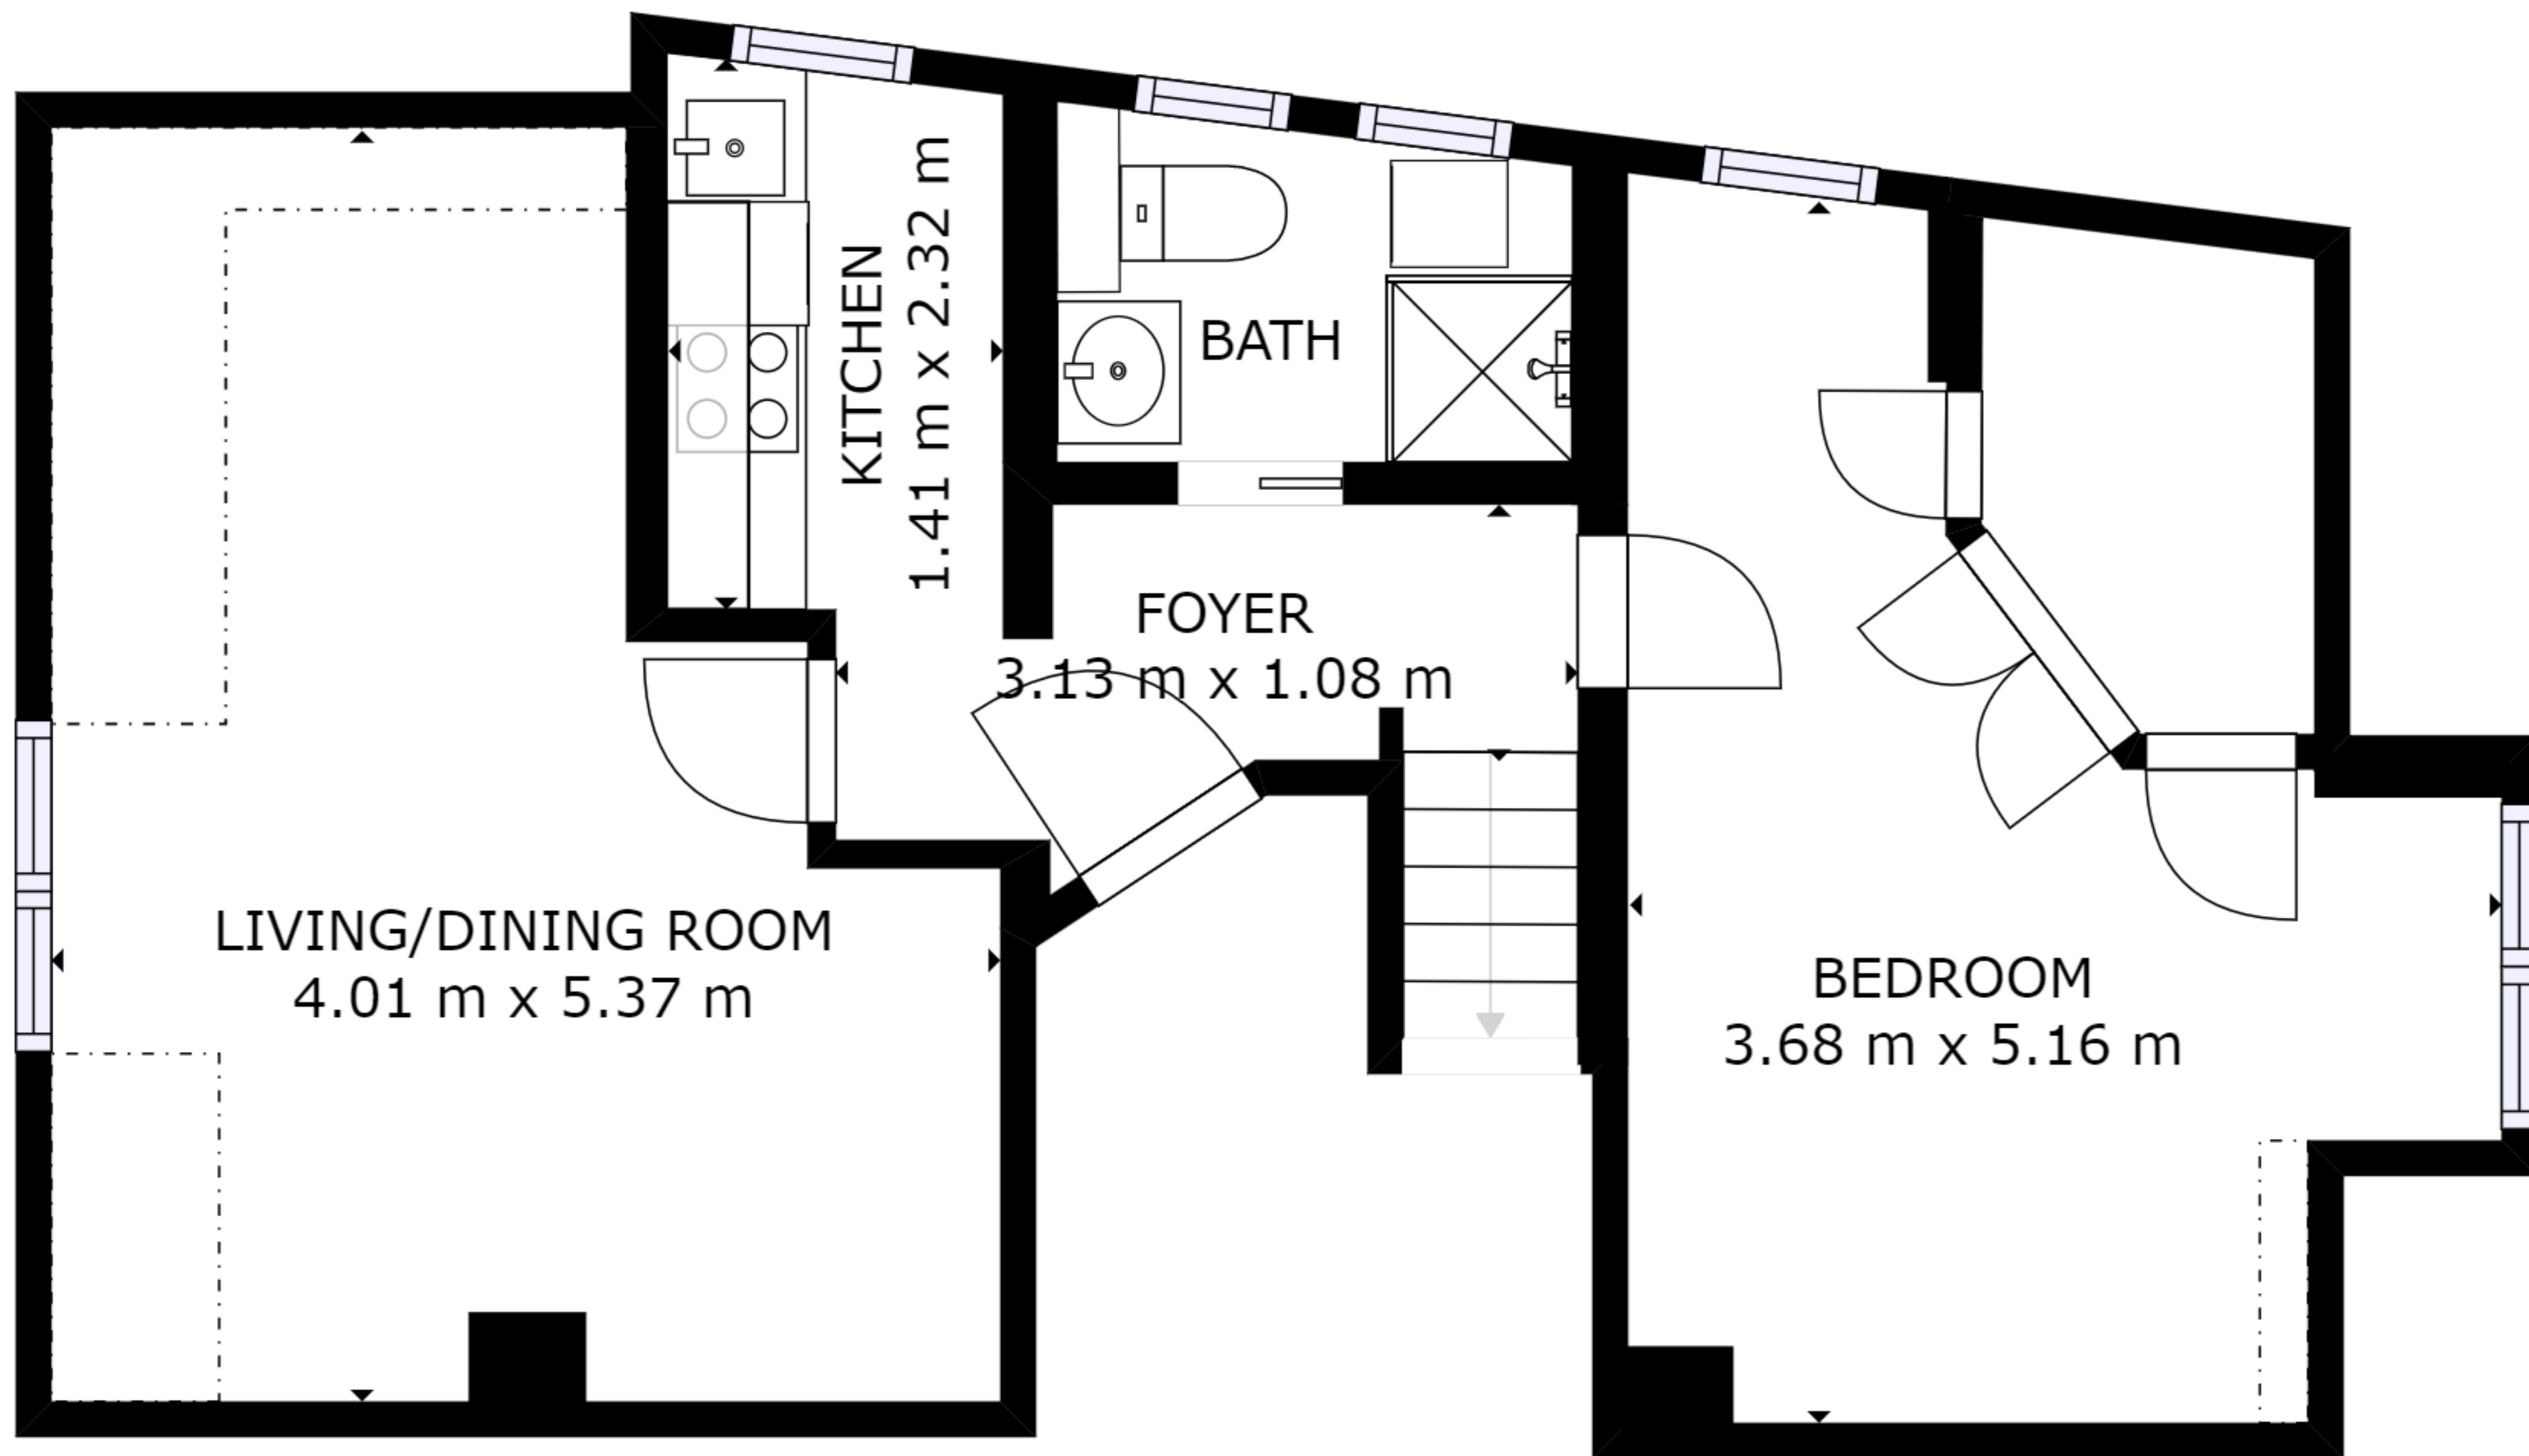 KITCHEN
1.41 m x 2.32 m
BATH
FOYER
3.13 m x 1.08 m
LIVING/DINING ROOM
4.01 m x 5.37 m
BEDROOM
3.68 m x 5.16 m